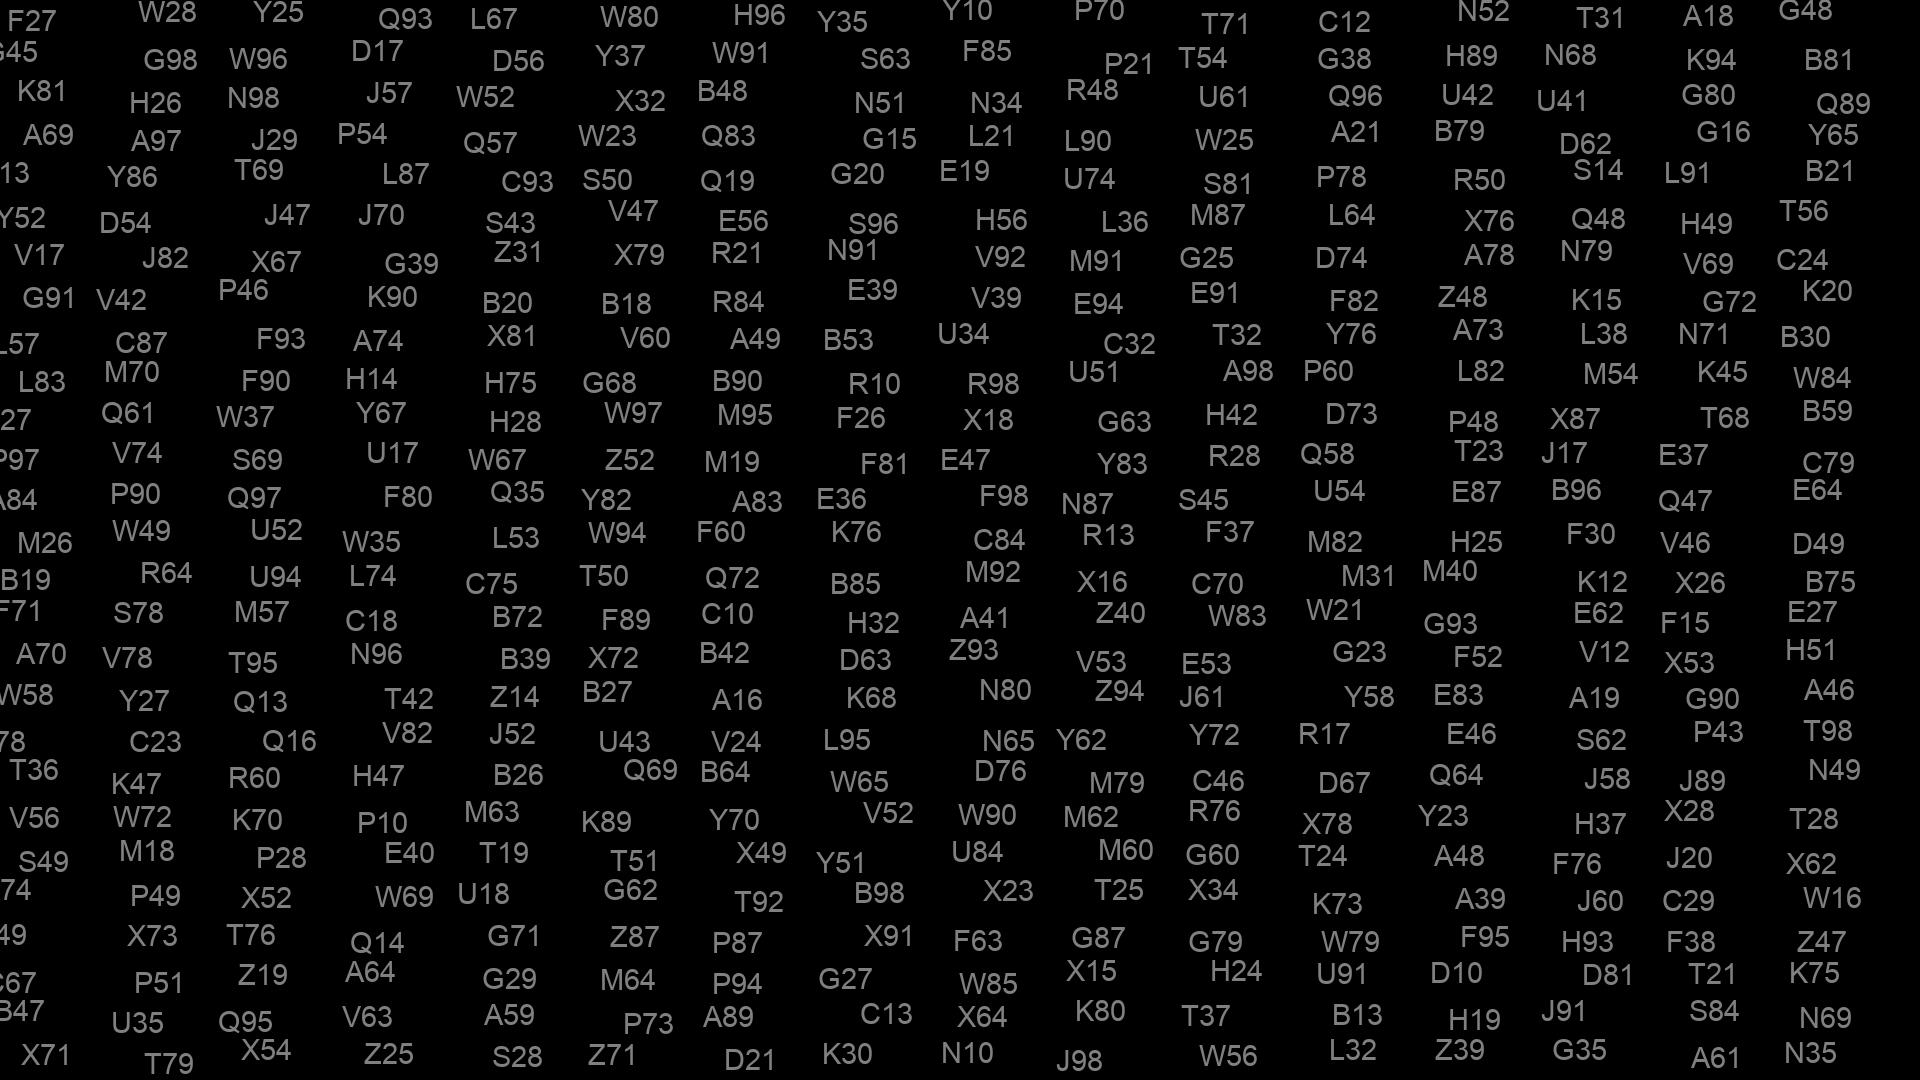 F27 W28 Y25 Q93 L67 W80 H96 Y35 Y10 P70 T71 C12 N52 T31 A18 G48
G45 G98 W96 D17 D56 Y37 W91 S63 F85 P21 T54 G38 H89 N68 K94 B81
K81 H26 N98 J57 W52 X32 B48 N51 N34 R48 U61 Q96 U42 U41 G80 Q89
A69 A97 J29 P54 Q57 W23 Q83 G15 L21 L90 W25 A21 B79 D62 G16 Y65
13 Y86 T69 L87 C93 S50 Q19 G20 E19 U74 S81 P78 R50 S14 L91 B21
Y52 D54 J47 J70 S43 V47 E56 S96 H56 L36 M87 L64 X76 Q48 H49 T56
V17 J82 X67 G39 Z31 X79 R21 N91 V92 M91 G25 D74 A78 N79 V69 C24
G91 V42 P46 K90 B20 B18 R84 E39 V39 E94 E91 F82 Z48 K15 G72 K20
L57 C87 F93 A74 X81 V60 A49 B53 U34 C32 T32 Y76 A73 L38 N71 B30
L83 M70 F90 H14 H75 G68 B90 R10 R98 U51 A98 P60 L82 M54 K45 W84
27 Q61 W37 Y67 H28 W97 M95 F26 X18 G63 H42 D73 P48 X87 T68 B59
P97 V74 S69 U17 W67 Z52 M19 F81 E47 Y83 R28 Q58 T23 J17 E37 C79
A84 P90 Q97 F80 Q35 Y82 A83 E36 F98 N87 S45 U54 E87 B96 Q47 E64
M26 W49 U52 W35 L53 W94 F60 K76 C84 R13 F37 M82 H25 F30 V46 D49
B19 R64 U94 L74 C75 T50 Q72 B85 M92 X16 C70 M31 M40 K12 X26 B75
F71 S78 M57 C18 B72 F89 C10 H32 A41 Z40 W83 W21 G93 E62 F15 E27
A70 V78 T95 N96 B39 X72 B42 D63 Z93 V53 E53 G23 F52 V12 X53 H51
W58 Y27 Q13 T42 Z14 B27 A16 K68 N80 Z94 J61 Y58 E83 A19 G90 A46
78 C23 Q16 V82 J52 U43 V24 L95 N65 Y62 Y72 R17 E46 S62 P43 T98
T36 K47 R60 H47 B26 Q69 B64 W65 D76 M79 C46 D67 Q64 J58 J89 N49
V56 W72 K70 P10 M63 K89 Y70 V52 W90 M62 R76 X78 Y23 H37 X28 T28
S49 M18 P28 E40 T19 T51 X49 Y51 U84 M60 G60 T24 A48 F76 J20 X62
74 P49 X52 W69 U18 G62 T92 B98 X23 T25 X34 K73 A39 J60 C29 W16
49 X73 T76 Q14 G71 Z87 P87 X91 F63 G87 G79 W79 F95 H93 F38 Z47
C67 P51 Z19 A64 G29 M64 P94 G27 W85 X15 H24 U91 D10 D81 T21 K75
B47 U35 Q95 V63 A59 P73 A89 C13 X64 K80 T37 B13 H19 J91 S84 N69
X71 T79 X54 Z25 S28 Z71 D21 K30 N10 J98 W56 L32 Z39 G35 A61 N35